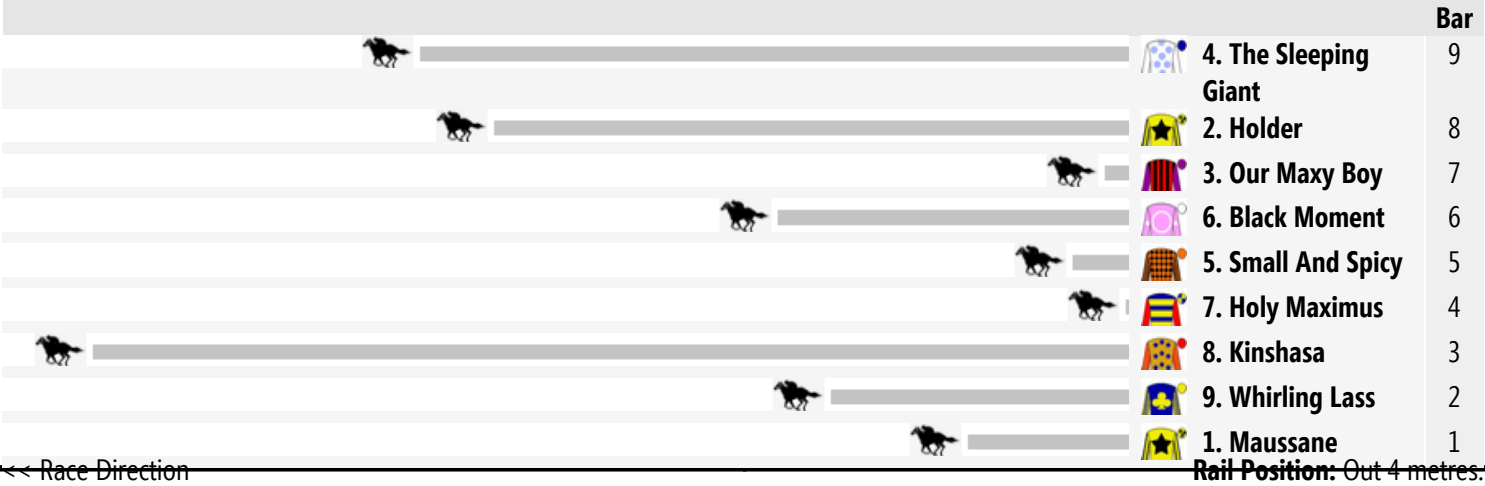 Bar
4. The Sleeping 9
Giant
2. Holder 8
3. Our Maxy Boy 7
6. Black Moment 6
5. Small And Spicy 5
7. Holy Maximus 4
8. Kinshasa 3
9. Whirling Lass 2
1. Maussane 1
<< Race Direction Rail Position: Out 4 metres.